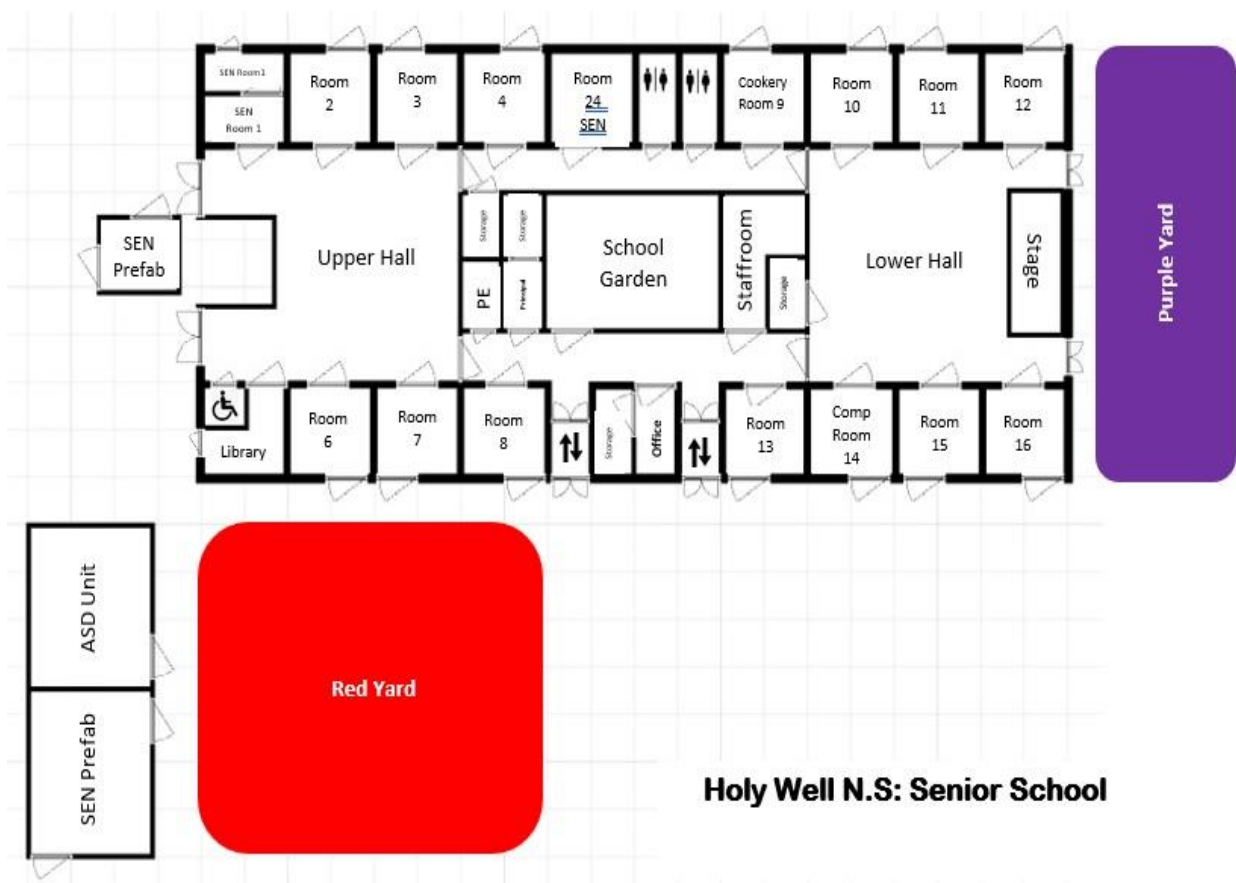 SEN Room1
SEN
Room 1
Room
2
Room
3
Room
4
Room
24
SEN
Cookery
Room 9
Room
10
Room
11
Room
12
SEN
Prefab
Upper Hall
Storage
Storage
PE
Principal
School
Garden
Staffroom
Storage
Lower Hall
Stage
Purple Yard
Library
Room
6
Room
7
Room
8
Storage
Office
Room
13
Comp
Room
14
Room
15
Room
16
ASD Unit
SEN Prefab
Red Yard
Holy Well N.S: Senior School